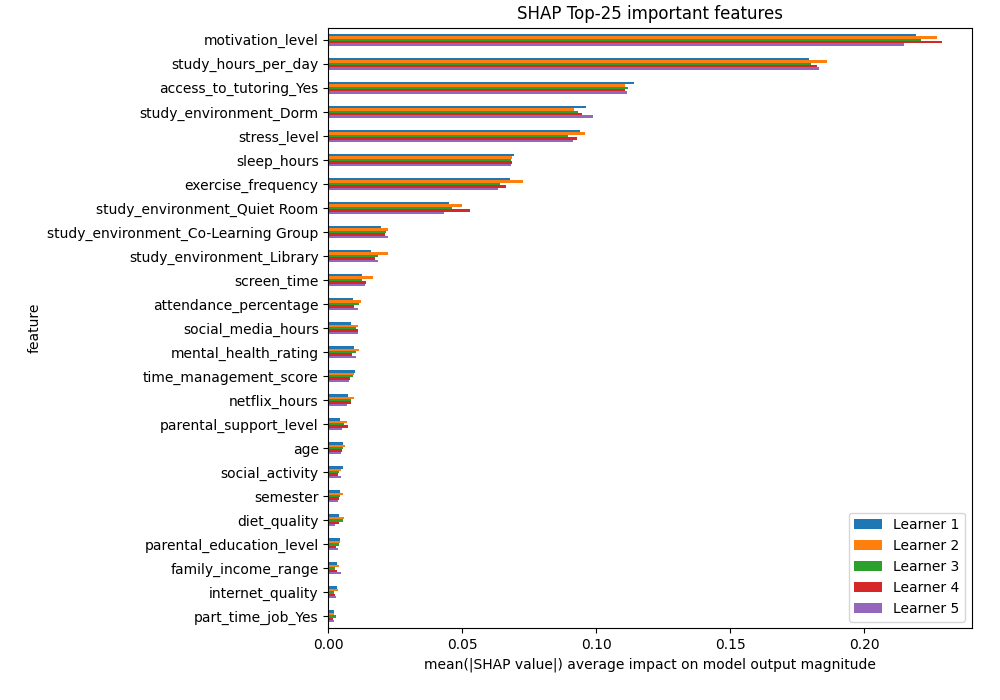 SHAP Top-25 important features
motivation_level
study_hours_per_day
access_to_tutoring_Yes
study_environment_Dorm
stress_level
sleep_hours
exercise_frequency
study_environment_Quiet Room
study_environment_Co-Learning Group
study_environment_Library
screen_time
attendance_percentage
social_media_hours
mental_health_rating
time_management_score
netflix_hours
parental_support_level
age
social_activity
semester
diet_quality
parental_education_level
family_income_range
internet_quality
part_time_job_Yes
feature
Learner 1
Learner 2
Learner 3
Learner 4
Learner 5
0.00 0.05 0.10 0.15 0.20
mean(|SHAP value|) average impact on model output magnitude